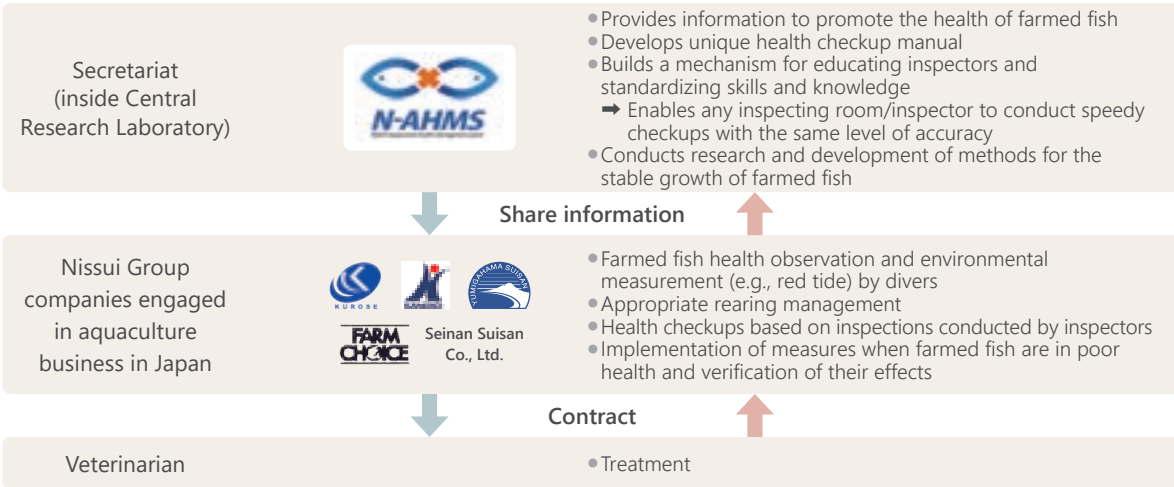 Secretariat
(inside Central
Research Laboratory)
N-AHMS
● Provides information to promote the health of farmed fish
● Develops unique health checkup manual
● Builds a mechanism for educating inspectors and
standardizing skills and knowledge
➡ Enables any inspecting room/inspector to conduct speedy
checkups with the same level of accuracy
● Conducts research and development of methods for the
stable growth of farmed fish
Share information
Nissui Group
companies engaged
in aquaculture
business in Japan
KUROSE
YUMIGAHAMA SUISAN
FARM
CHOICE
Seinan Suisan
Co., Ltd.
● Farmed fish health observation and environmental
measurement (e.g., red tide) by divers
● Appropriate rearing management
● Health checkups based on inspections conducted by inspectors
● Implementation of measures when farmed fish are in poor
health and verification of their effects
Contract
Veterinarian
● Treatment